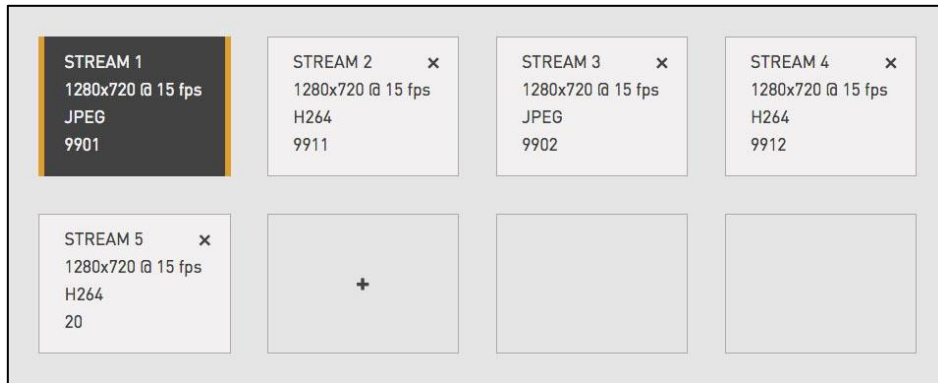 STREAM 1
1280x720 @ 15 fps
JPEG
9901
STREAM 2 ×
1280x720 @ 15 fps
H264
9911
STREAM 3 ×
1280x720 @ 15 fps
JPEG
9902
STREAM 4 ×
1280x720 @ 15 fps
H264
9912
STREAM 5 ×
1280x720 @ 15 fps
H264
20
+